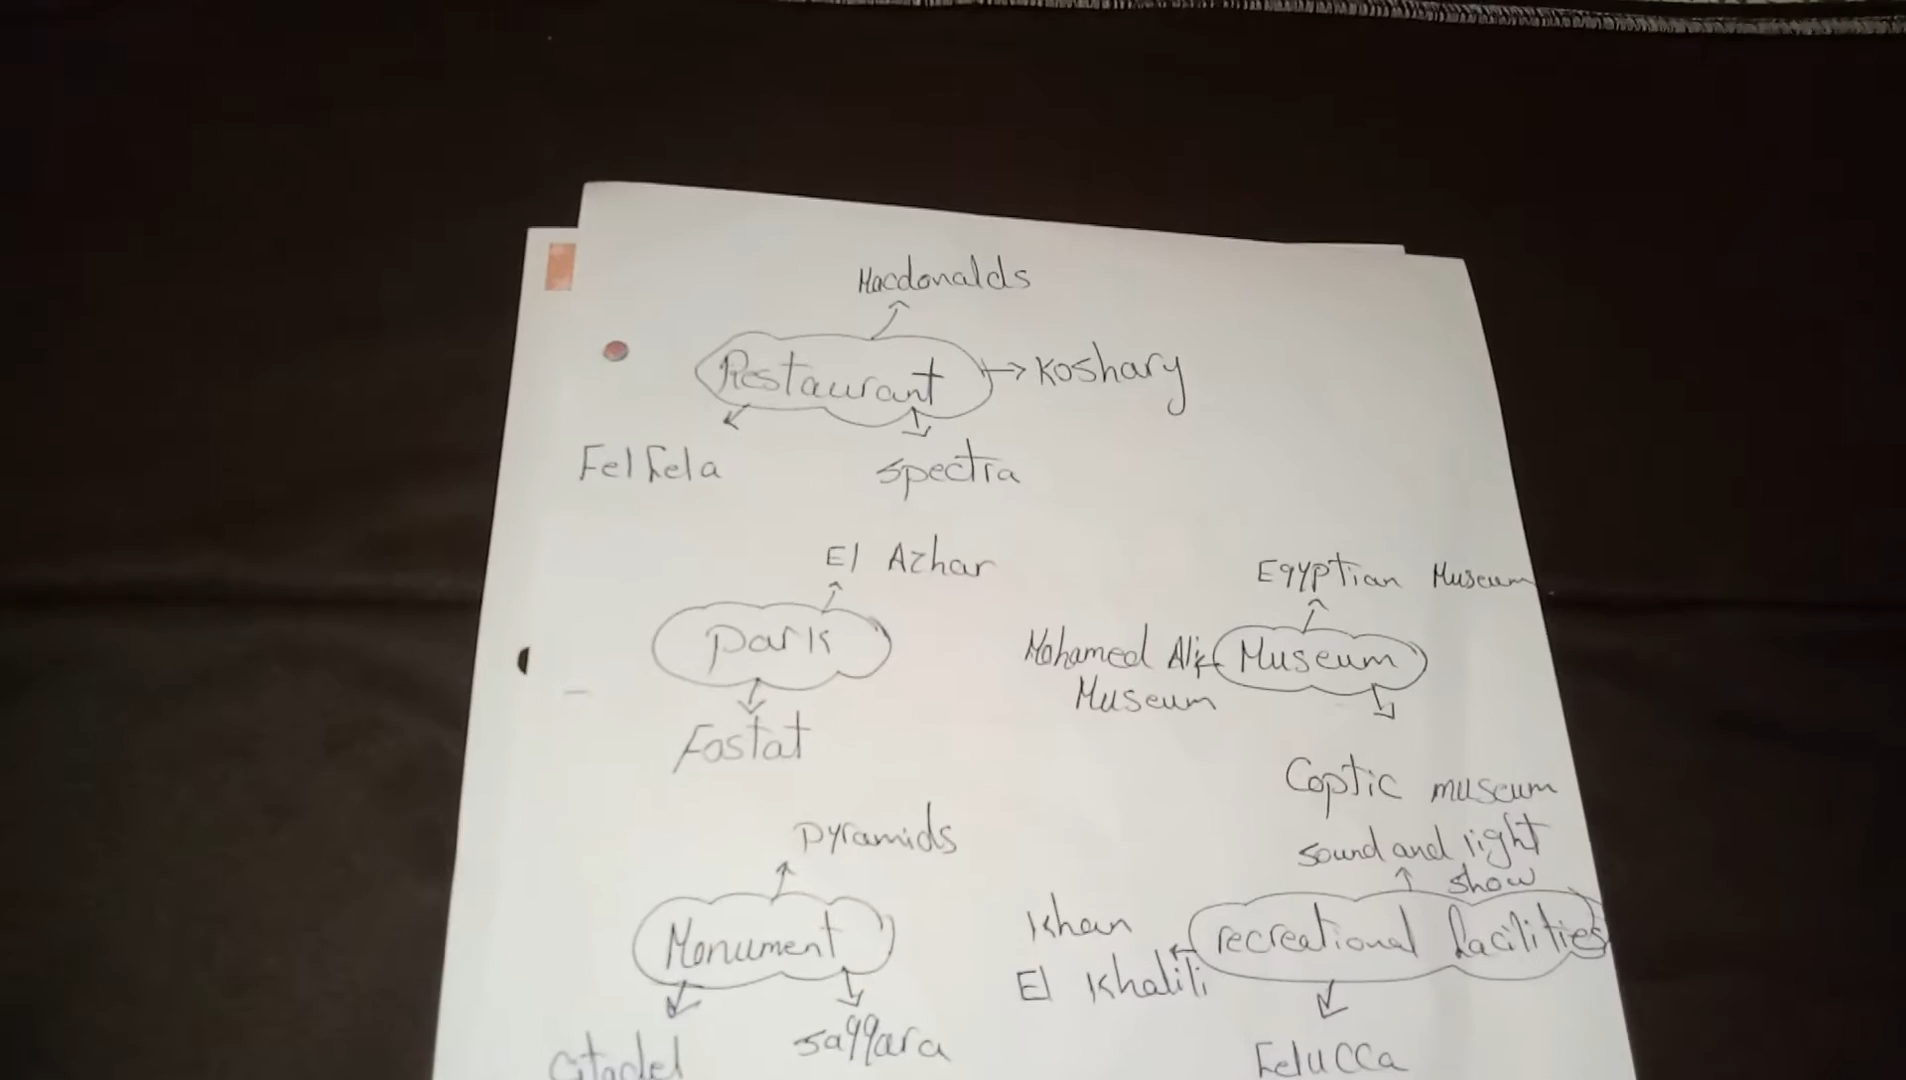 Macdonalds
Restaurant
Koshary
Felfela
spectra
El Azhar
park
Fostat
Egyptian Museum
Mohamed Ali
Museum
Museum
Coptic museum
Pyramids
Monument
Citadel
saqqara
sound and light
show
recreational facilities
Khan
El Khalili
Felucca